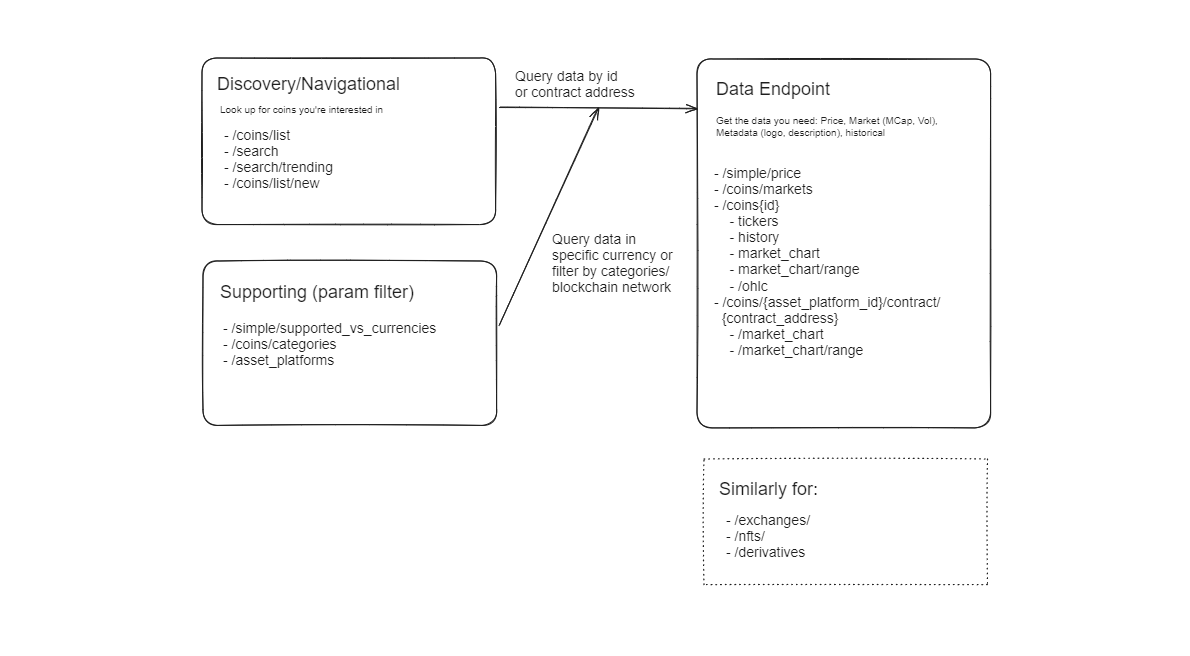 Discovery/Navigational
Look up for coins you're interested in
- /coins/list
- /search
- /search/trending
- /coins/list/new
Query data by id
or contract address
Supporting (param filter)
- /simple/supported_vs_currencies
- /coins/categories
- /asset_platforms
Query data in
specific currency or
filter by categories/
blockchain network
Data Endpoint
Get the data you need: Price, Market (MCap, Vol),
Metadata (logo, description), historical
- /simple/price
- /coins/markets
- /coins{id}
- tickers
- history
- market_chart
- market_chart/range
- /ohlc
- /coins/{asset_platform_id}/contract/
{contract_address}
- /market_chart
- /market_chart/range
Similarly for:
- /exchanges/
- /nfts/
- /derivatives